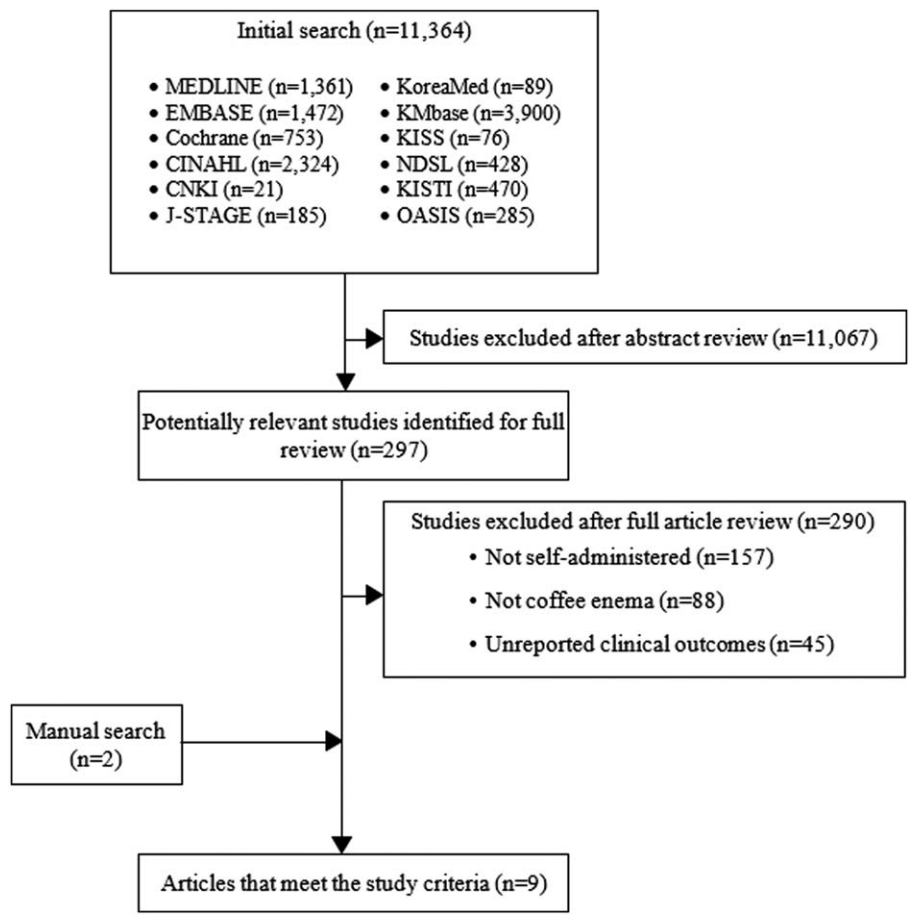 Initial search (n=11,364)
• MEDLINE (n=1,361)
• EMBASE (n=1,472)
• Cochrane (n=753)
• CINAHL (n=2,324)
• CNKI (n=21)
• J-STAGE (n=185)
• KoreaMed (n=89)
• KMbase (n=3,900)
• KISS (n=76)
• NDSL (n=428)
• KISTI (n=470)
• OASIS (n=285)
Studies excluded after abstract review (n=11,067)
Potentially relevant studies identified for full
review (n=297)
Studies excluded after full article review (n=290)
• Not self-administered (n=157)
• Not coffee enema (n=88)
• Unreported clinical outcomes (n=45)
Manual search
(n=2)
Articles that meet the study criteria (n=9)